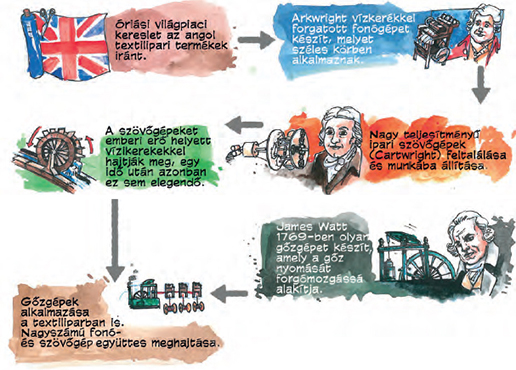 Óriási világpiaci
kereslet az angol
textilipari termékek
iránt.
Arkwright vízkerékkel
forgatott fonógépet
készít, melyet
széles körben
alkalmaznak.
Nagy teljesítményű
ipari szövőgépek
(Cartwright) feltalálása
és munkába állítása.
A szövőgépeket
emberi erő helyett
vízikerekekkel
hajtják meg, egy
idő után azonban
ez sem elegendő.
James Watt
1769-ben olyan
gőzgépet készít,
amely a gőz
nyomását
forgómozgássá
alakítja.
Gőzgépek
alkalmazása
a textiliparban is.
Nagyszámú fonó-
és szövőgép együttes meghajtása.